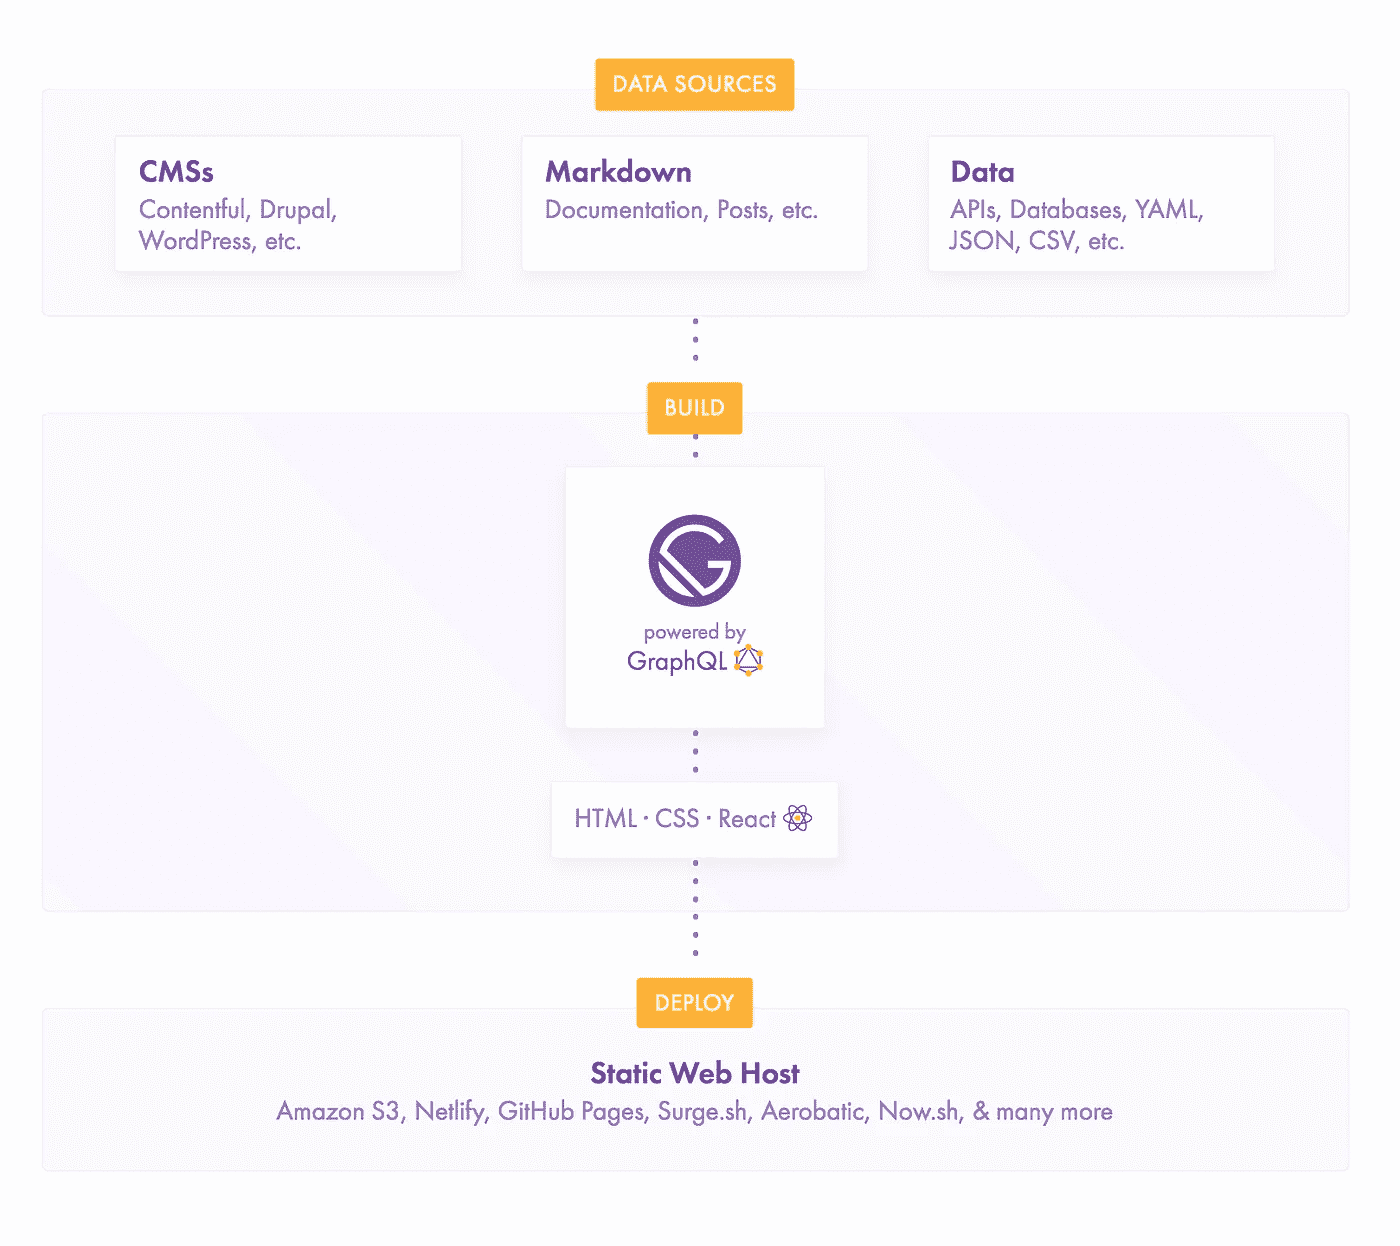 DATA SOURCES
CMSs
Contentful, Drupal,
WordPress, etc.
Markdown
Documentation, Posts, etc.
Data
APIs, Databases, YAML,
JSON, CSV, etc.
BUILD
powered by
GraphQL
HTML · CSS · React
DEPLOY
Static Web Host
Amazon S3, Netlify, GitHub Pages, Surge.sh, Aerobatic, Now.sh, & many more